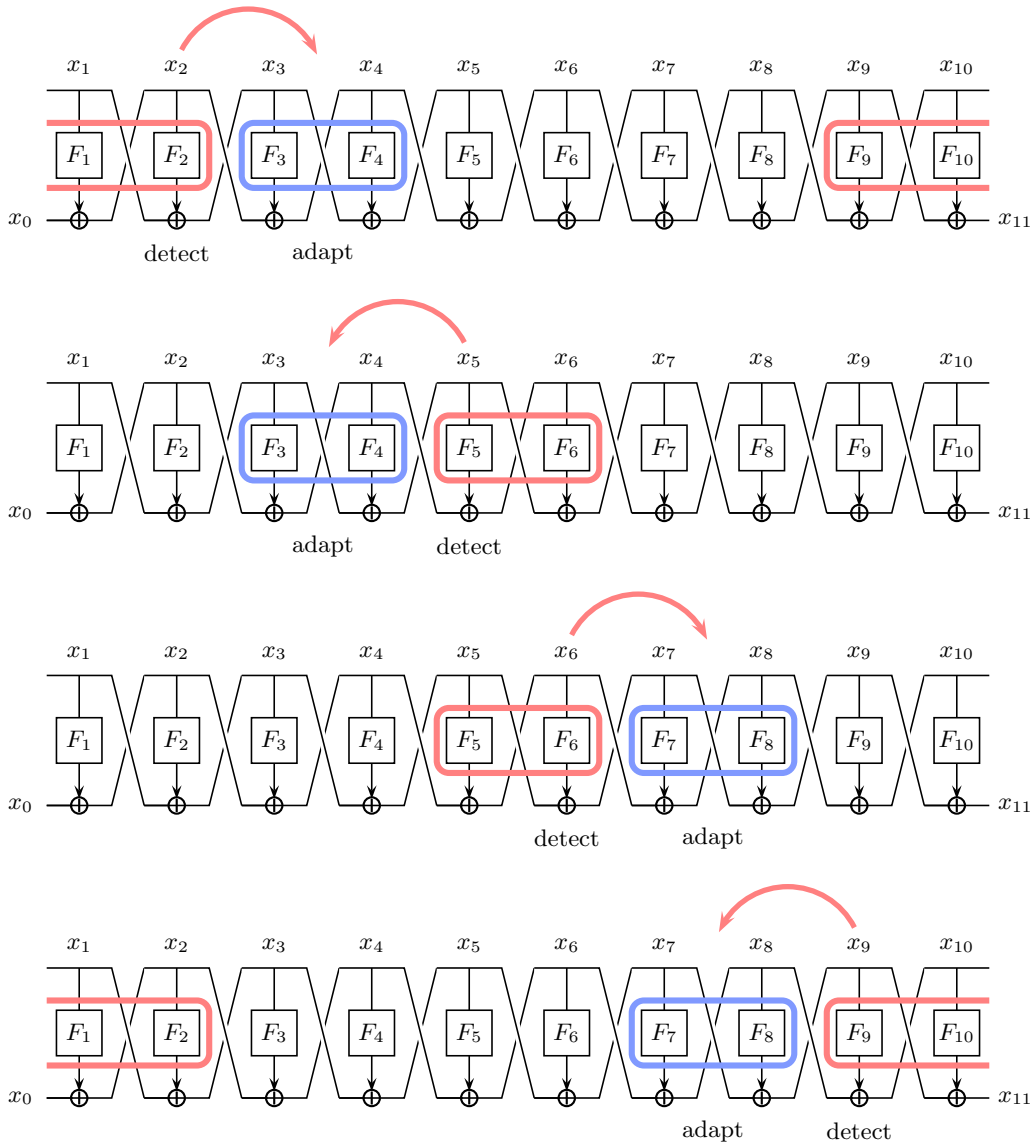 x₁ x₂ x₃ x₄ x₅ x₆ x₇ x₈ x₉ x₁₀
F₁ F₂ F₃ F₄ F₅ F₆ F₇ F₈ F₉ F₁₀
x₀ x₁₁
detect adapt
x₁ x₂ x₃ x₄ x₅ x₆ x₇ x₈ x₉ x₁₀
F₁ F₂ F₃ F₄ F₅ F₆ F₇ F₈ F₉ F₁₀
x₀ x₁₁
adapt detect
x₁ x₂ x₃ x₄ x₅ x₆ x₇ x₈ x₉ x₁₀
F₁ F₂ F₃ F₄ F₅ F₆ F₇ F₈ F₉ F₁₀
x₀ x₁₁
detect adapt
x₁ x₂ x₃ x₄ x₅ x₆ x₇ x₈ x₉ x₁₀
F₁ F₂ F₃ F₄ F₅ F₆ F₇ F₈ F₉ F₁₀
x₀ x₁₁
adapt detect